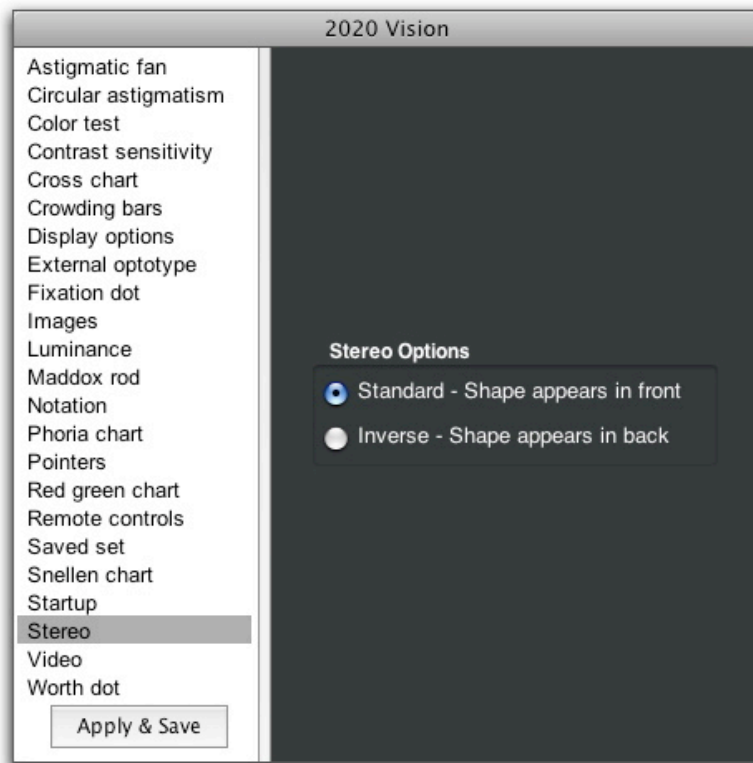 2020 Vision
Astigmatic fan
Circular astigmatism
Color test
Contrast sensitivity
Cross chart
Crowding bars
Display options
External optotype
Fixation dot
Images
Luminance
Maddox rod
Notation
Phoria chart
Pointers
Red green chart
Remote controls
Saved set
Snellen chart
Startup
Stereo
Video
Worth dot
Apply & Save
Stereo Options
Standard - Shape appears in front
Inverse - Shape appears in back